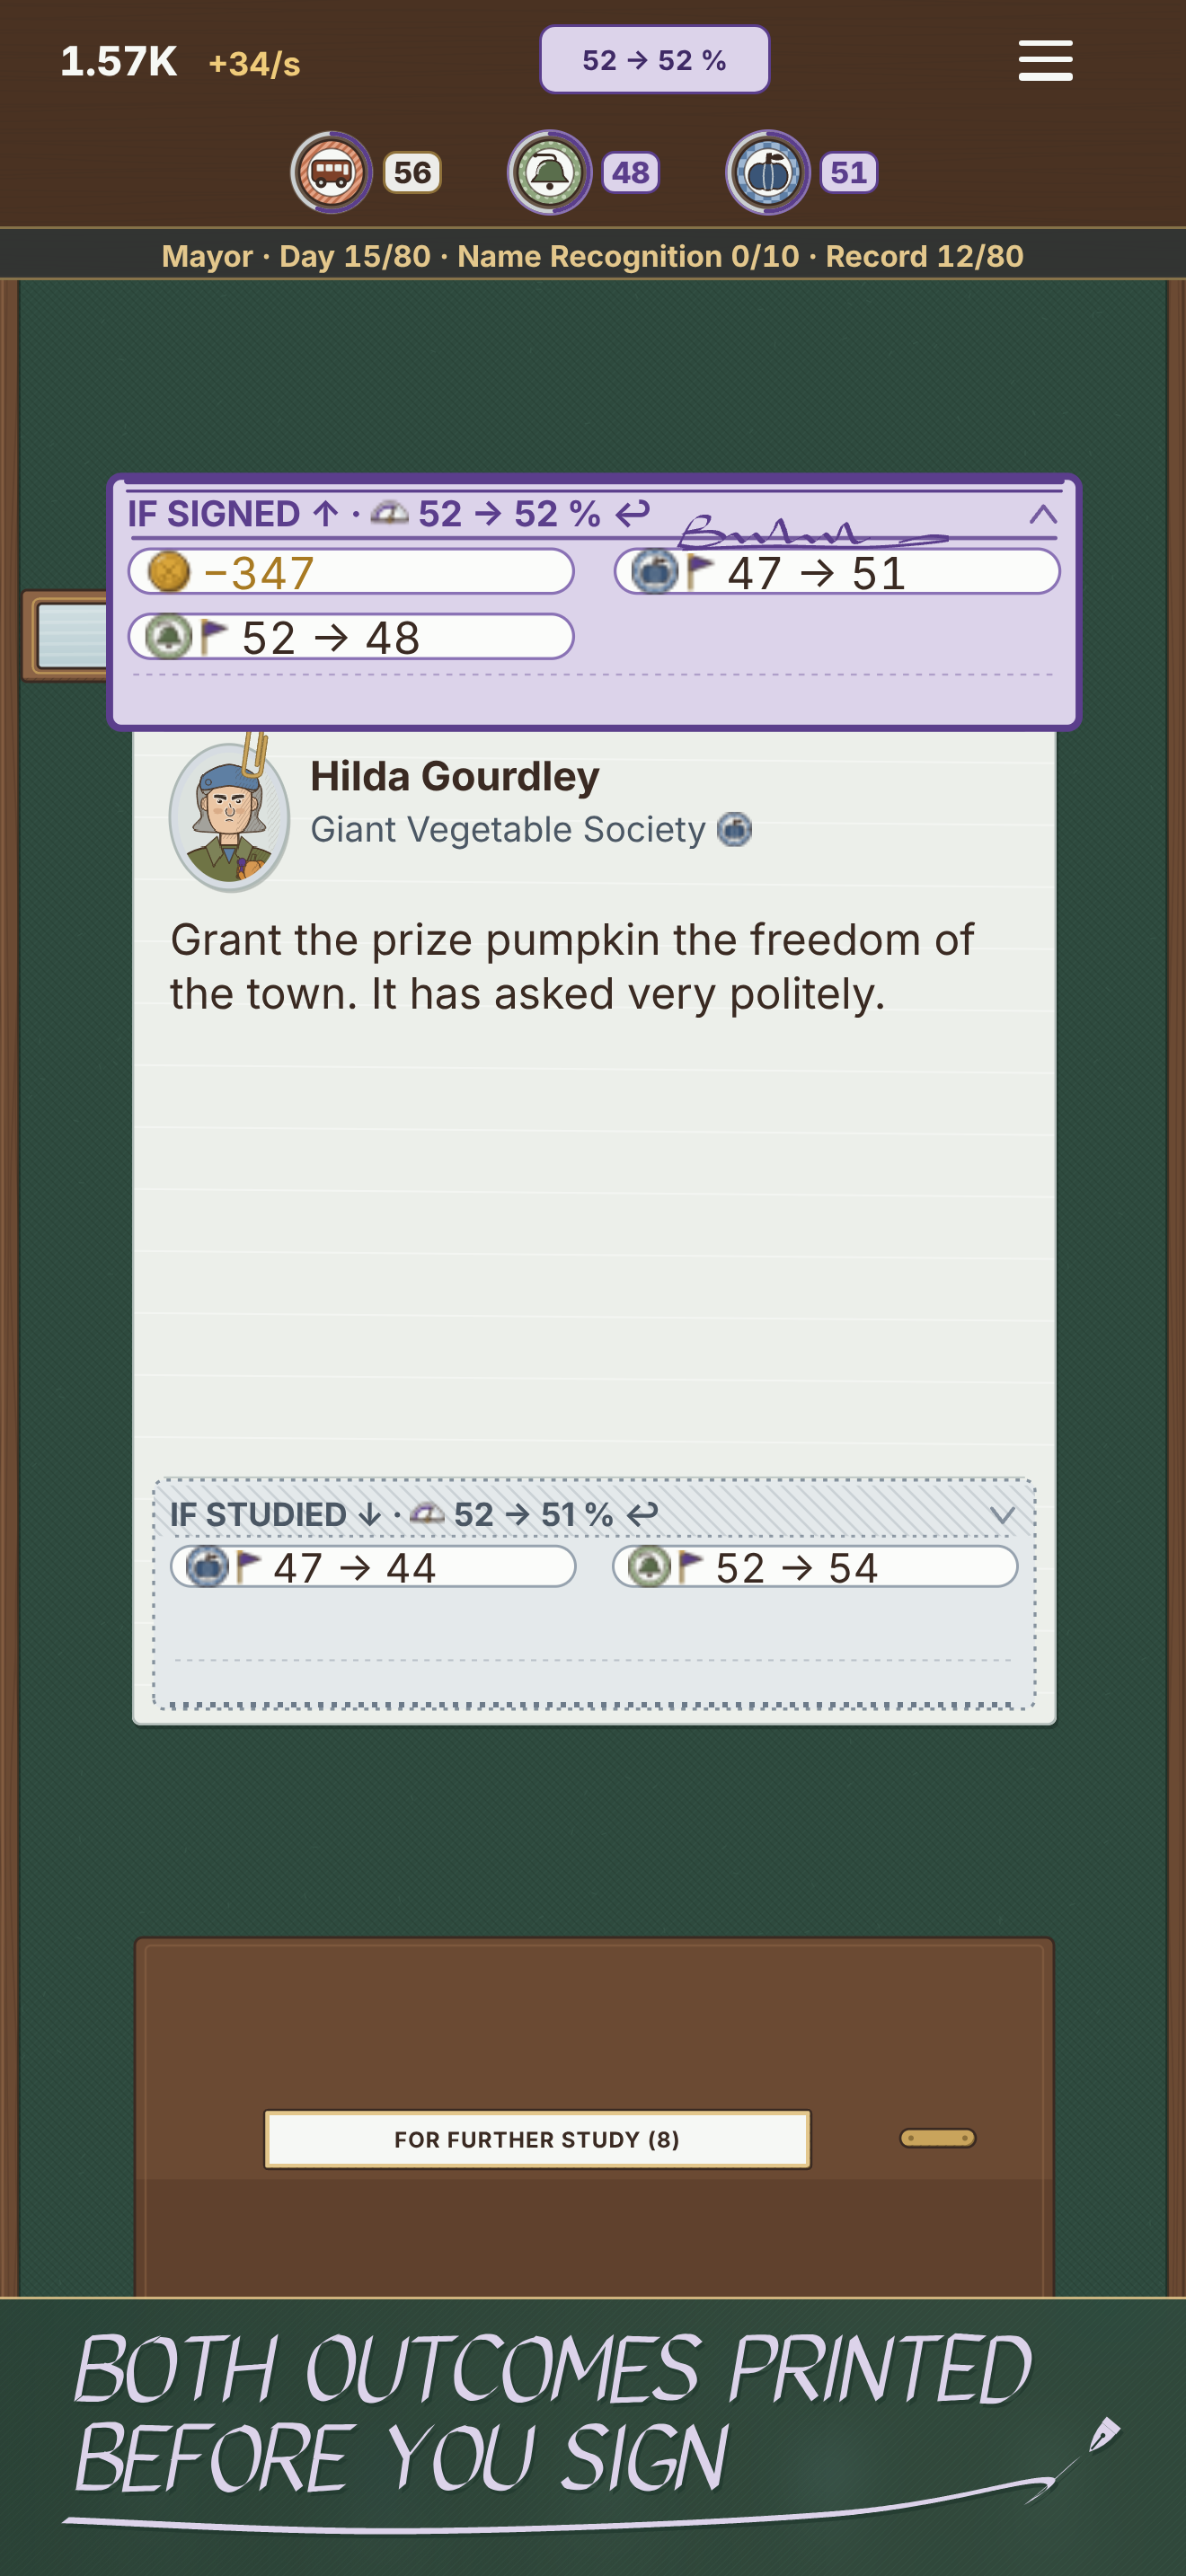 1.57K +34/s 52 → 52 %
56 48 51
Mayor · Day 15/80 · Name Recognition 0/10 · Record 12/80
IF SIGNED ↑ · 52 → 52 % ↩
−347 47 → 51
52 → 48
Hilda Gourdley
Giant Vegetable Society
Grant the prize pumpkin the freedom of
the town. It has asked very politely.
IF STUDIED ↓ · 52 → 51 % ↩
47 → 44 52 → 54
FOR FURTHER STUDY (8)
BOTH OUTCOMES PRINTED
BEFORE YOU SIGN